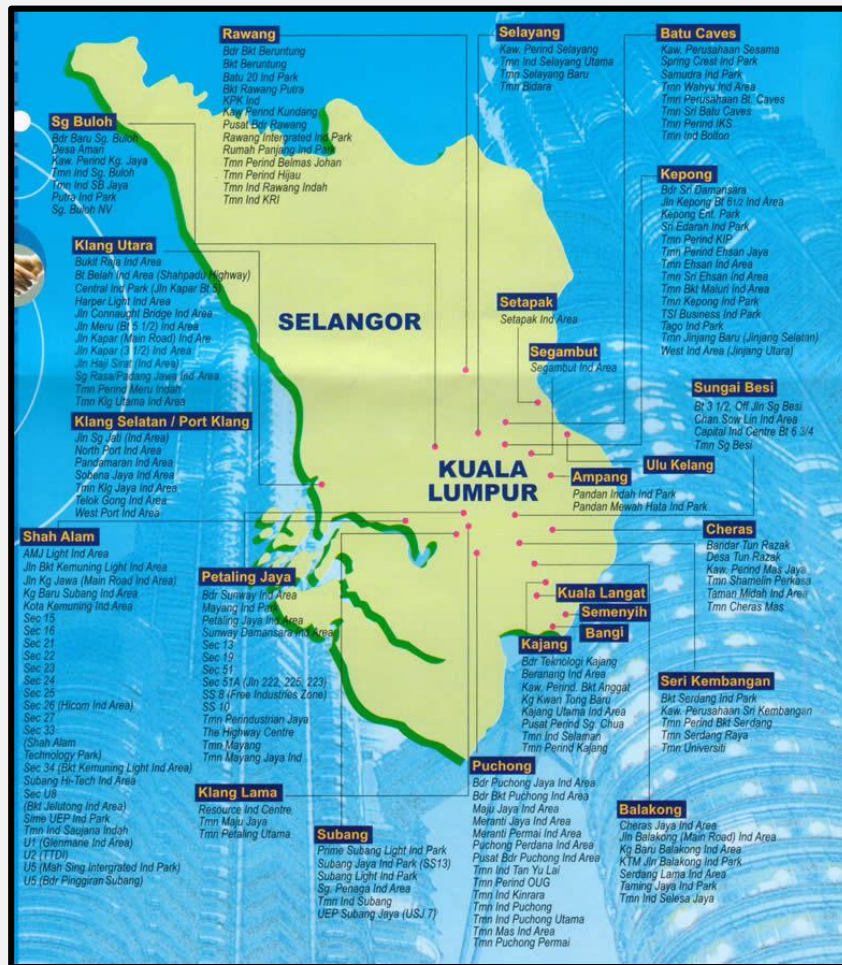 Rawang
Bdr Bkt Beruntung
Bkt Beruntung
Batu 20 Ind Park
Bkt Rawang Putra
KPK Ind
Kaw Perind Kundang
Pusat Bdr Rawang
Rawang Intergrated Ind Park
Rumah Panjang Ind Park
Tmn Perind Belmas Johan
Tmn Perind Hijau
Tmn Ind Rawang Indah
Tmn Ind KRI
Selayang
Kaw. Perind Selayang
Tmn Ind Selayang Utama
Tmn Selayang Baru
Tmn Bidara
Batu Caves
Kaw. Perusahaan Sesama
Spring Crest Ind Park
Samudra Ind Park
Tmn Wahyu Ind Area
Tmn Perusahaan Bt. Caves
Tmn Sri Batu Caves
Tmn Perind IKS
Tmn Ind Bolton
Sg Buloh
Bdr Baru Sg. Buloh
Desa Aman
Kaw. Perind Kg. Jaya
Tmn Ind Sg. Buloh
Tmn Ind SB Jaya
Putra Ind Park
Sg. Buloh NV
Kepong
Bdr Sri Damansara
Jln Kepong Bt 6 1/2 Ind Area
Kepong Ent. Park
Sri Edaran Ind Park
Tmn Perind KIP
Tmn Perind Ehsan Jaya
Tmn Ehsan Ind Area
Tmn Sri Ehsan Ind Area
Tmn Bkt Maluri Ind Area
Tmn Kepong Ind Park
TSI Business Ind Park
Tago Ind Park
Tmn Jinjang Baru (Jinjang Selatan)
West Ind Area (Jinjang Utara)
Klang Utara
Bukit Raja Ind Area
Bt Belah Ind Area (Shahpadu Highway)
Central Ind Park (Jln Kapar Bt 5)
Harper Light Ind Area
Jln Connaught Bridge Ind Area
Jln Meru (Bt 5 1/2) Ind Area
Jln Kapar (Main Road) Ind Are
Jln Kapar (3 1/2) Ind Area
Jln Haji Sirat (Ind Area)
Sg Rasa/Padang Jawa Ind Area
Tmn Perind Meru Indah
Tmn Klg Utama Ind Area
SELANGOR
Setapak
Setapak Ind Area
Segambut
Segambut Ind Area
Sungai Besi
Bt 3 1/2, Off Jln Sg Besi
Chan Sow Lin Ind Area
Capital Ind Centre Bt 6 3/4
Tmn Sg Besi
Klang Selatan / Port Klang
Jln Sg Jati (Ind Area)
North Port Ind Area
Pandamaran Ind Area
Sobena Jaya Ind Area
Tmn Klg Jaya Ind Area
Telok Gong Ind Area
West Port Ind Area
KUALA
LUMPUR
Ulu Kelang
Ampang
Pandan Indah Ind Park
Pandan Mewah Hata Ind Park
Shah Alam
AMJ Light Ind Area
Jln Bkt Kemuning Light Ind Area
Jln Kg Jawa (Main Road Ind Area)
Kg Baru Subang Ind Area
Kota Kemuning Ind Area
Sec 15
Sec 16
Sec 21
Sec 22
Sec 23
Sec 24
Sec 25
Sec 26 (Hicom Ind Area)
Sec 27
Sec 33
(Shah Alam
Technology Park)
Sec 34 (Bkt Kemuning Light Ind Area)
Subang Hi-Tech Ind Area
Sec U8
(Bkt Jelutong Ind Area)
Sime UEP Ind Park
Tmn Ind Saujana Indah
U1 (Glenmarie Ind Area)
U2 (TTDI)
U5 (Mah Sing Intergrated Ind Park)
U5 (Bdr Pinggiran Subang)
Petaling Jaya
Bdr Sunway Ind Area
Mayang Ind Park
Petaling Jaya Ind Area
Sunway Damansara Ind Area
Sec 13
Sec 19
Sec 51
Sec 51A (Jln 222, 225, 223)
SS 8 (Free Industries Zone)
SS 10
Tmn Perindustrian Jaya
The Highway Centre
Tmn Mayang
Tmn Mayang Jaya Ind
Cheras
Bandar Tun Razak
Desa Tun Razak
Kaw. Perind Mas Jaya
Tmn Shamelin Perkasa
Taman Midah Ind Area
Tmn Cheras Mas
Kuala Langat
Semenyih
Bangi
Kajang
Bdr Teknologi Kajang
Beranang Ind Area
Kaw. Perind. Bkt Anggat
Kg Kwan Tong Baru
Kajang Utama Ind Area
Pusat Perind Sg. Chua
Tmn Ind Selaman
Tmn Perind Kajang
Seri Kembangan
Bkt Serdang Ind Park
Kaw. Perusahaan Sri Kembangan
Tmn Perind Bkt Serdang
Tmn Serdang Raya
Tmn Universiti
Klang Lama
Resource Ind Centre
Tmn Maju Jaya
Tmn Petaling Utama
Subang
Prime Subang Light Ind Park
Subang Jaya Ind Park (SS13)
Subang Light Ind Park
Sg. Penaga Ind Area
Tmn Ind Subang
UEP Subang Jaya (USJ 7)
Puchong
Bdr Puchong Jaya Ind Area
Bdr Bkt Puchong Ind Area
Maju Jaya Ind Area
Meranti Jaya Ind Area
Meranti Permai Ind Area
Puchong Perdana Ind Area
Pusat Bdr Puchong Ind Area
Tmn Ind Tan Yu Lai
Tmn Perind OUG
Tmn Ind Kinrara
Tmn Ind Puchong
Tmn Ind Puchong Utama
Tmn Mas Ind Area
Tmn Puchong Permai
Balakong
Cheras Jaya Ind Area
Jln Balakong (Main Road) Ind Area
Kg Baru Balakong Ind Area
KTM Jln Balakong Ind Park
Serdang Lama Ind Area
Taming Jaya Ind Park
Tmn Ind Selesa Jaya